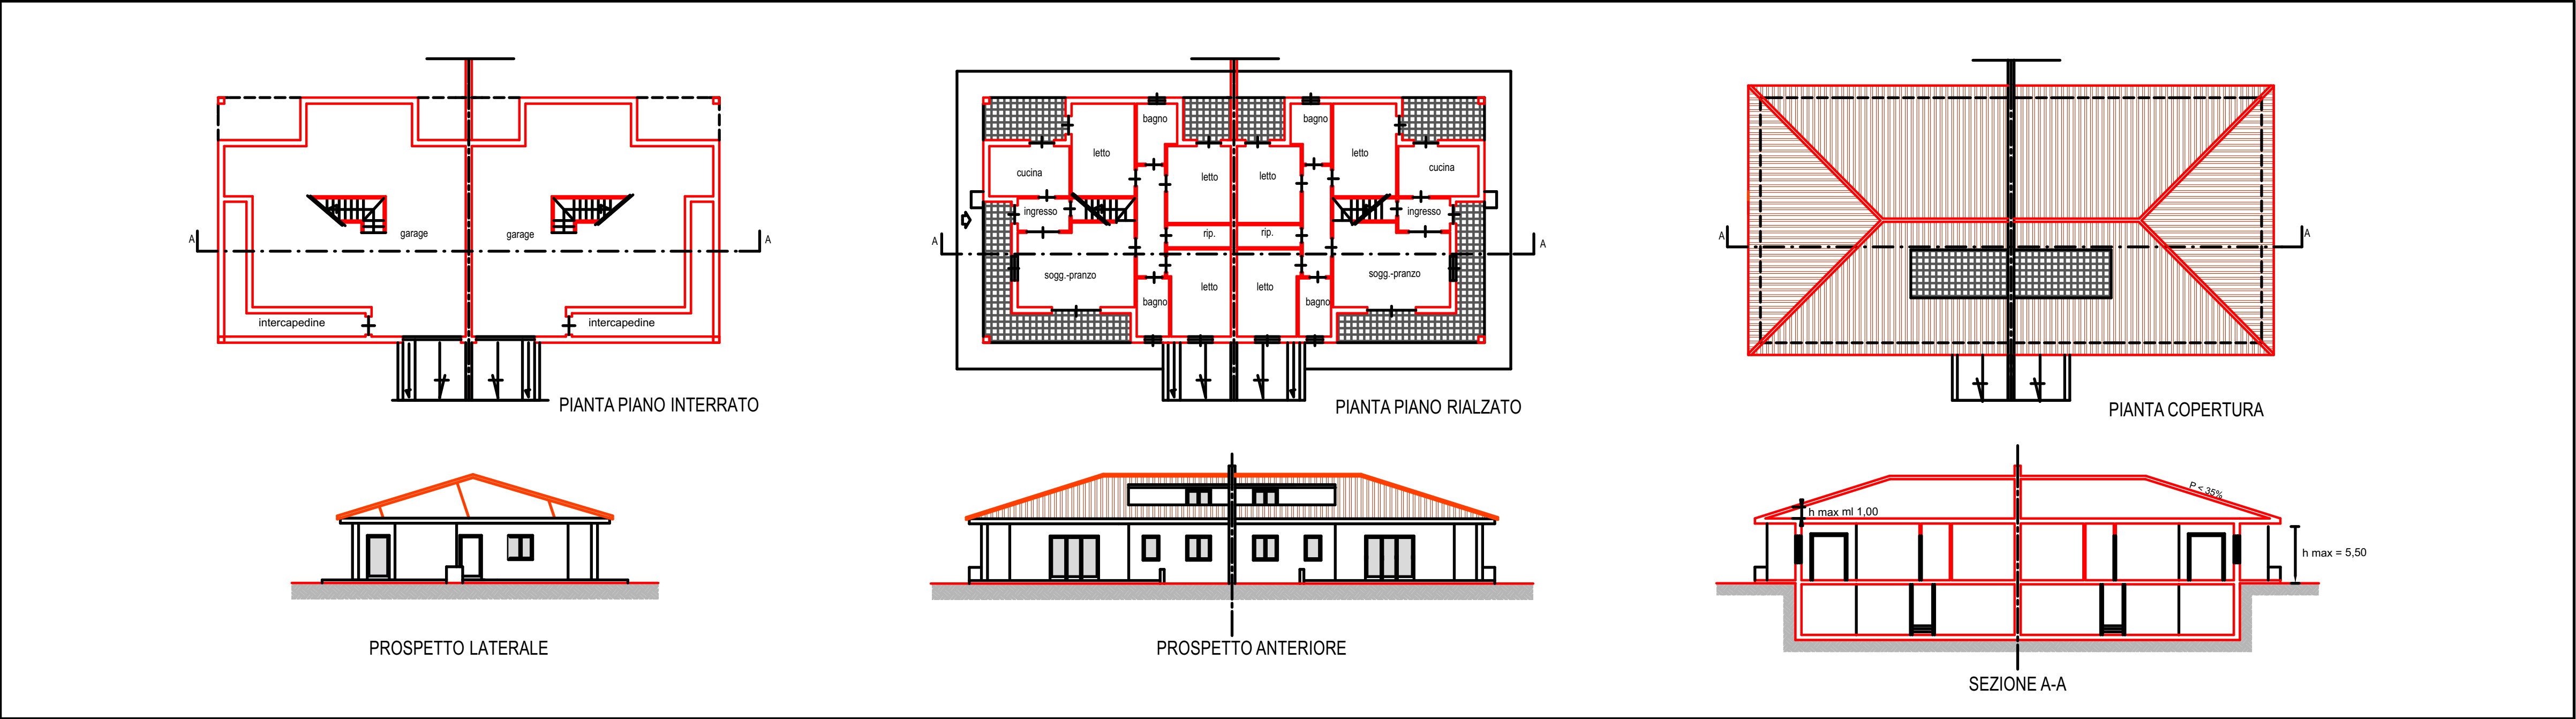 A
garage
garage
A
intercapedine
intercapedine
PIANTA PIANO INTERRATO
bagno
bagno
letto
letto
cucina
letto
letto
cucina
ingresso
ingresso
rip.
rip.
A
A
sogg.-pranzo
sogg.-pranzo
letto
letto
bagno
bagno
PIANTA PIANO RIALZATO
A
A
PIANTA COPERTURA
PROSPETTO LATERALE
PROSPETTO ANTERIORE
P < 35%
h max ml 1,00
h max = 5,50
SEZIONE A-A